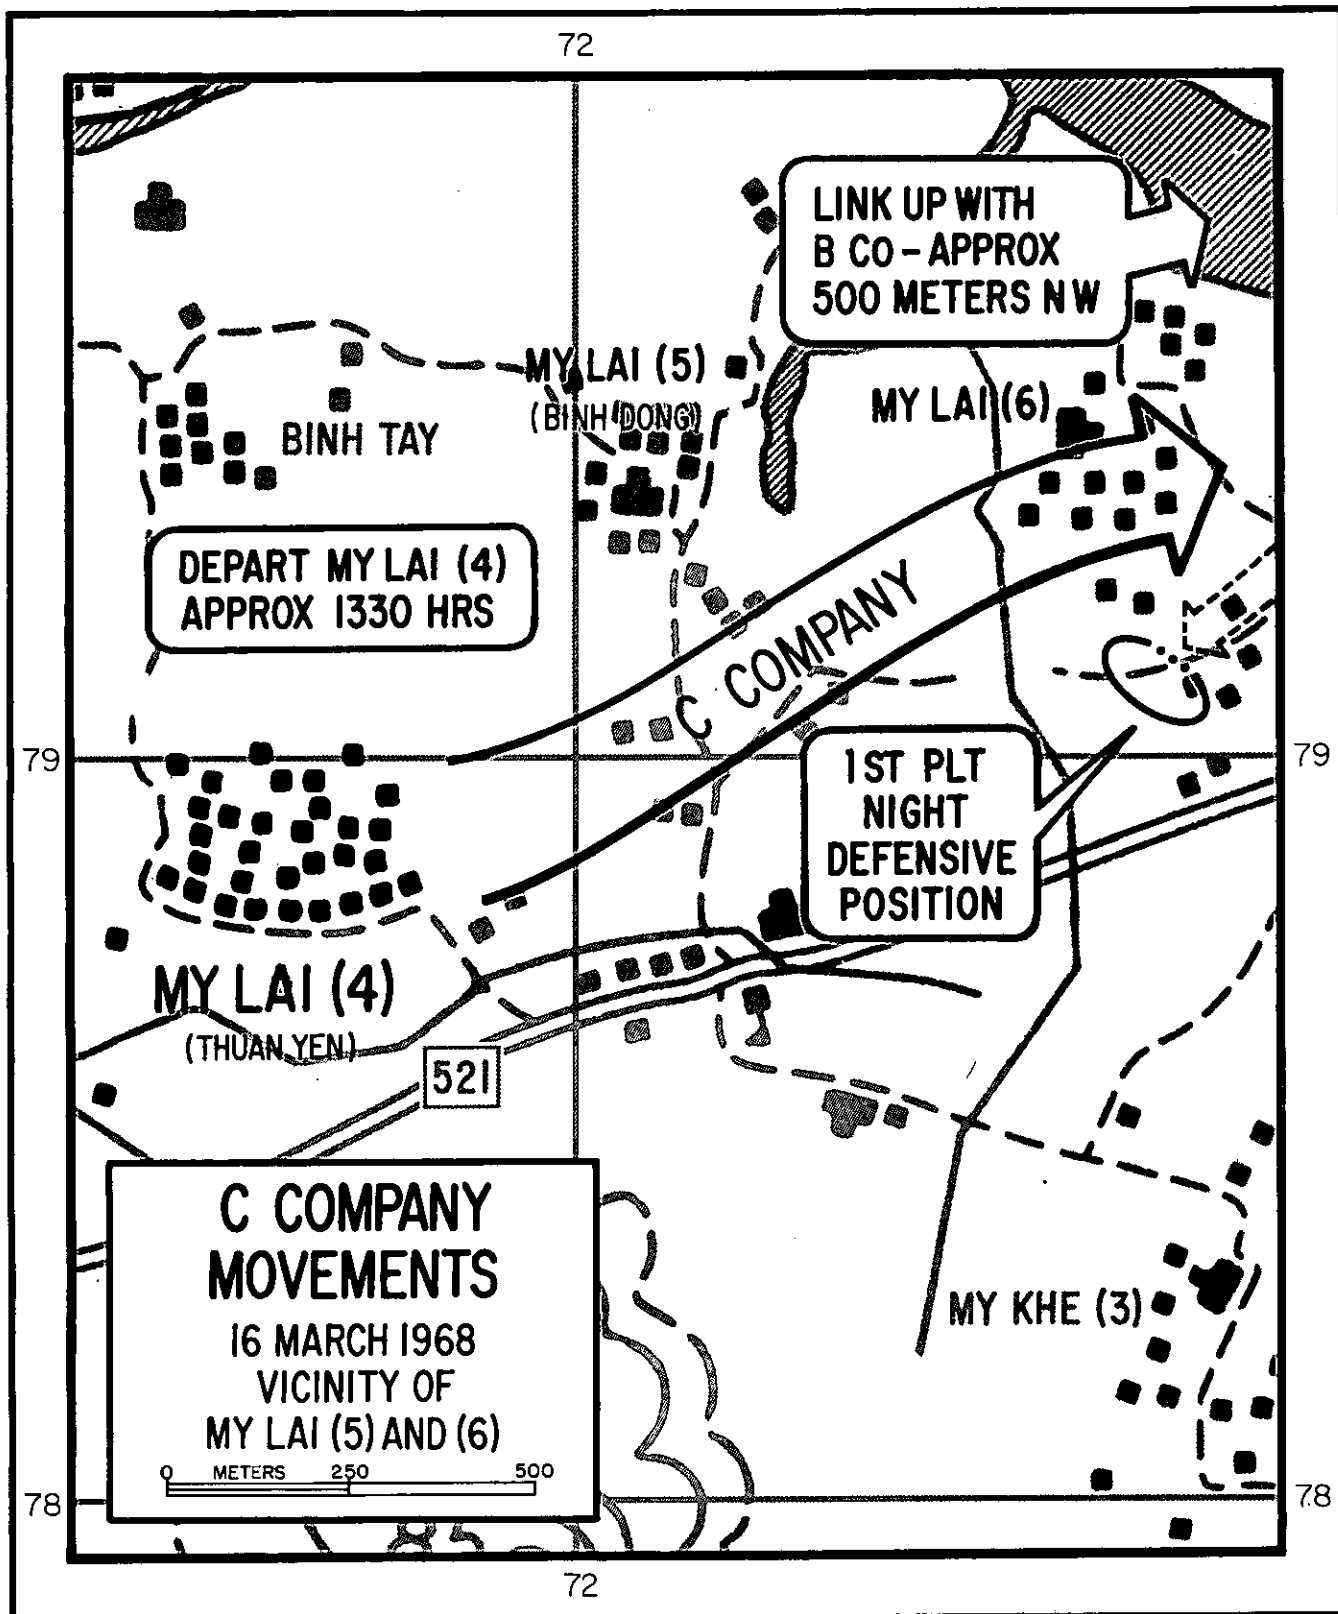 72
LINK UP WITH
B CO - APPROX
500 METERS NW
MY LAI (5)
(BINH DONG)
MY LAI (6)
BINH TAY
DEPART MY LAI (4)
APPROX 1330 HRS
C COMPANY
79
79
1ST PLT
NIGHT
DEFENSIVE
POSITION
MY LAI (4)
(THUAN YEN)
521
C COMPANY
MOVEMENTS
16 MARCH 1968
VICINITY OF
MY LAI (5) AND (6)
0 METERS 250 500
MY KHE (3)
78
78
85
72